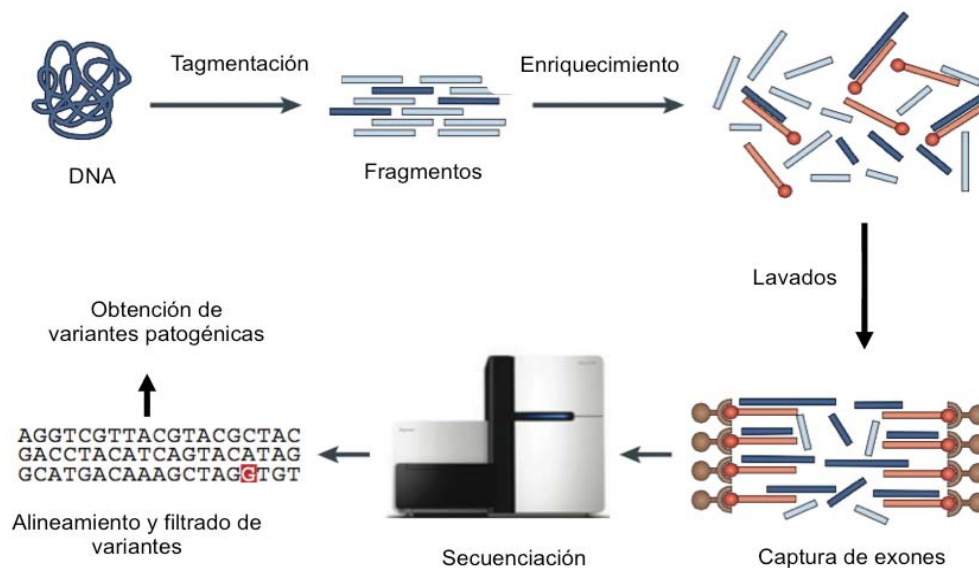 DNA
Tagmentación
Fragmentos
Enriquecimiento
Lavados
Captura de exones
Secuenciación
AGGTCGTTACGTACGCTAC
GACCTACATCAGTACATAG
GCATGACAAAGCTAGGTGT
Alineamiento y filtrado de
variantes
Obtención de
variantes patogénicas